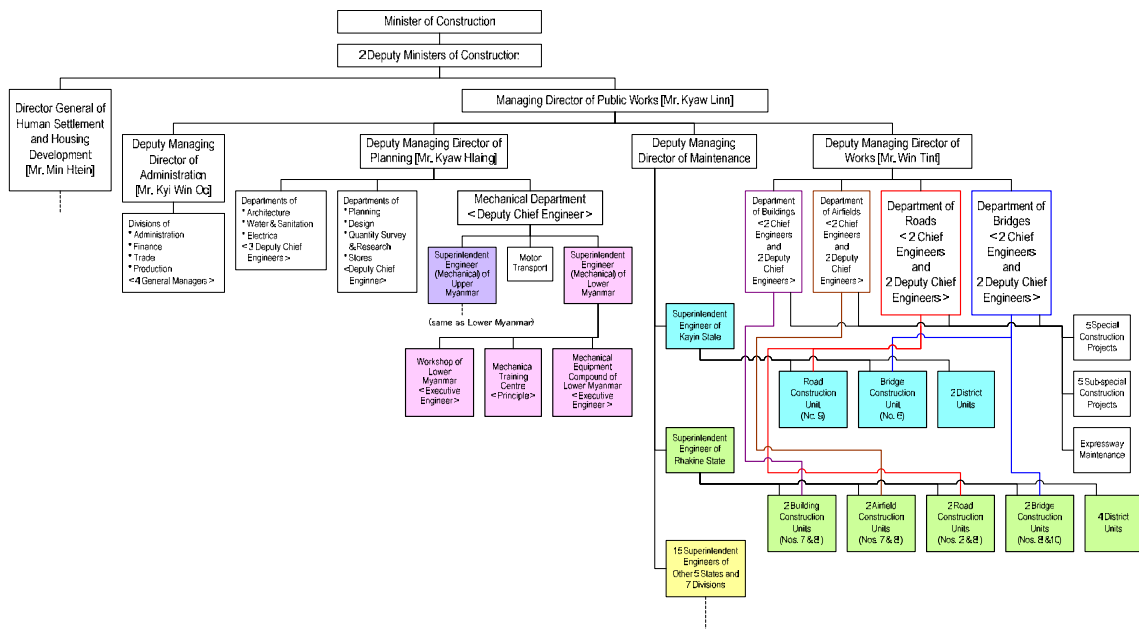 Minister of Construction
2 Deputy Ministers of Construction
Director General of
Human Settlement
and Housing
Development
[Mr. Min Htein]
Managing Director of Public Works [Mr. Kyaw Linn]
Deputy Managing
Director of
Administration
[Mr. Kyi Win Oo]
Deputy Managing Director of
Planning [Mr. Kyaw Hlaing]
Deputy Managing
Director of Maintenance
Deputy Managing Director of
Works [Mr. Win Tint]
Divisions of
* Administration
* Finance
* Trade
* Production
<4 General Managers>
Departments of
* Architecture
* Water & Sanitation
* Electrica
<3 Deputy Chief
Engineers>
Departments of
* Planning
* Design
* Quantity Survey
& Research
* Stores
<Deputy Chief
Enginner>
Mechanical Department
<Deputy Chief Engineer>
Superintendent
Engineer
(Mechanical) of
Upper
Myanmar
Motor
Transport
Superintendent
Engineer
(Mechanical) of
Lower
Myanmar
(same as Lower Myanmar)
Workshop of
Lower
Myanmar
<Executive
Engineer>
Mechanica
Training
Centre
<Principle>
Mechanical
Equipment
Compound of
Lower Myanmar
<Executive
Engineer>
Department
of Buildings
<2 Chief
Engineers
and
2 Deputy
Chief
Engineers>
Department
of Airfields
<2 Chief
Engineers
and
2 Deputy
Chief
Engineers>
Department of
Roads
<2 Chief
Engineers
and
2 Deputy Chief
Engineers>
Department of
Bridges
<2 Chief
Engineers and
2 Deputy Chief
Engineers>
Superintendent
Engineer of
Kayin State
Road
Construction
Unit
(No. 9)
Bridge
Construction
Unit
(No. 6)
2 District
Units
5 Special
Construction
Projects
5 Sub-special
Construction
Projects
Expressway
Maintenance
Superintendent
Engineer of
Rhakine State
2 Building
Construction
Units
(Nos. 7 & 8)
2 Airfield
Construction
Units
(Nos. 7 & 8)
2 Road
Construction
Units
(Nos. 2 & 8)
2 Bridge
Construction
Units
(Nos. 8 & 10)
4 District
Units
15 Superintendent
Engineers of
Other 5 States and
7 Divisions